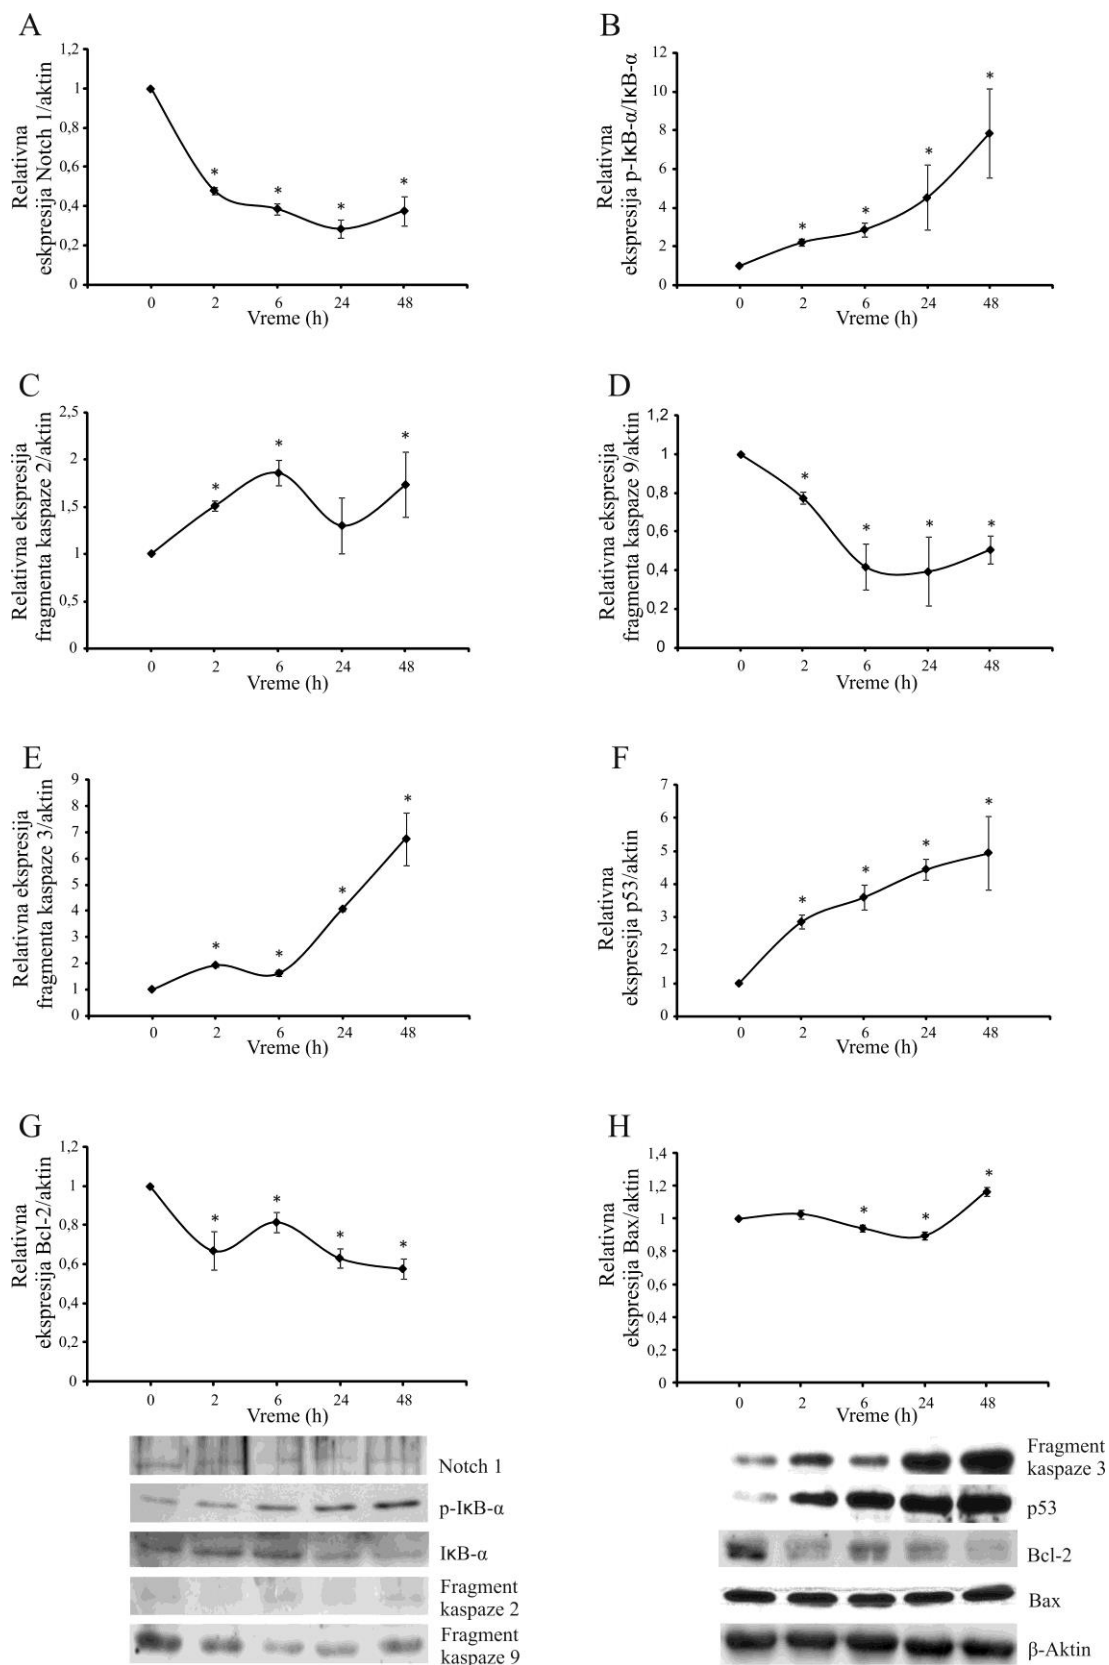 A
Relativna
eskpresija Notch 1/aktin
1,2
1
0,8
0,6
0,4
0,2
0
*
*
*
*
0
2
6
24
48
Vreme (h)
B
Relativna
ekspresija p-IκB-α/IκB-α
12
10
8
6
4
2
0
*
*
*
*
0
2
6
24
48
Vreme (h)
C
Relativna ekspresija
fragmenta kaspaze 2/aktin
2,5
2
1,5
1
0,5
0
*
*
*
0
2
6
24
48
Vreme (h)
D
Relativna ekspresija
fragmenta kaspaze 9/aktin
1,2
1
0,8
0,6
0,4
0,2
0
*
*
*
*
0
2
6
24
48
Vreme (h)
E
Relativna ekspresija
fragmenta kaspaze 3/aktin
9
8
7
6
5
4
3
2
1
0
*
*
*
*
0
2
6
24
48
Vreme (h)
F
Relativna
ekspresija p53/aktin
7
6
5
4
3
2
1
0
*
*
*
*
0
2
6
24
48
Vreme (h)
G
Relativna
ekspresija Bcl-2/aktin
1,2
1
0,8
0,6
0,4
0,2
0
*
*
*
*
0
2
6
24
48
Vreme (h)
H
Relativna
ekspresija Bax/aktin
1,4
1,2
1
0,8
0,6
0,4
0,2
0
*
*
*
0
2
6
24
48
Vreme (h)
Notch 1
p-IκB-α
IκB-α
Fragment
kaspaze 2
Fragment
kaspaze 9
Fragment
kaspaze 3
p53
Bcl-2
Bax
β-Aktin